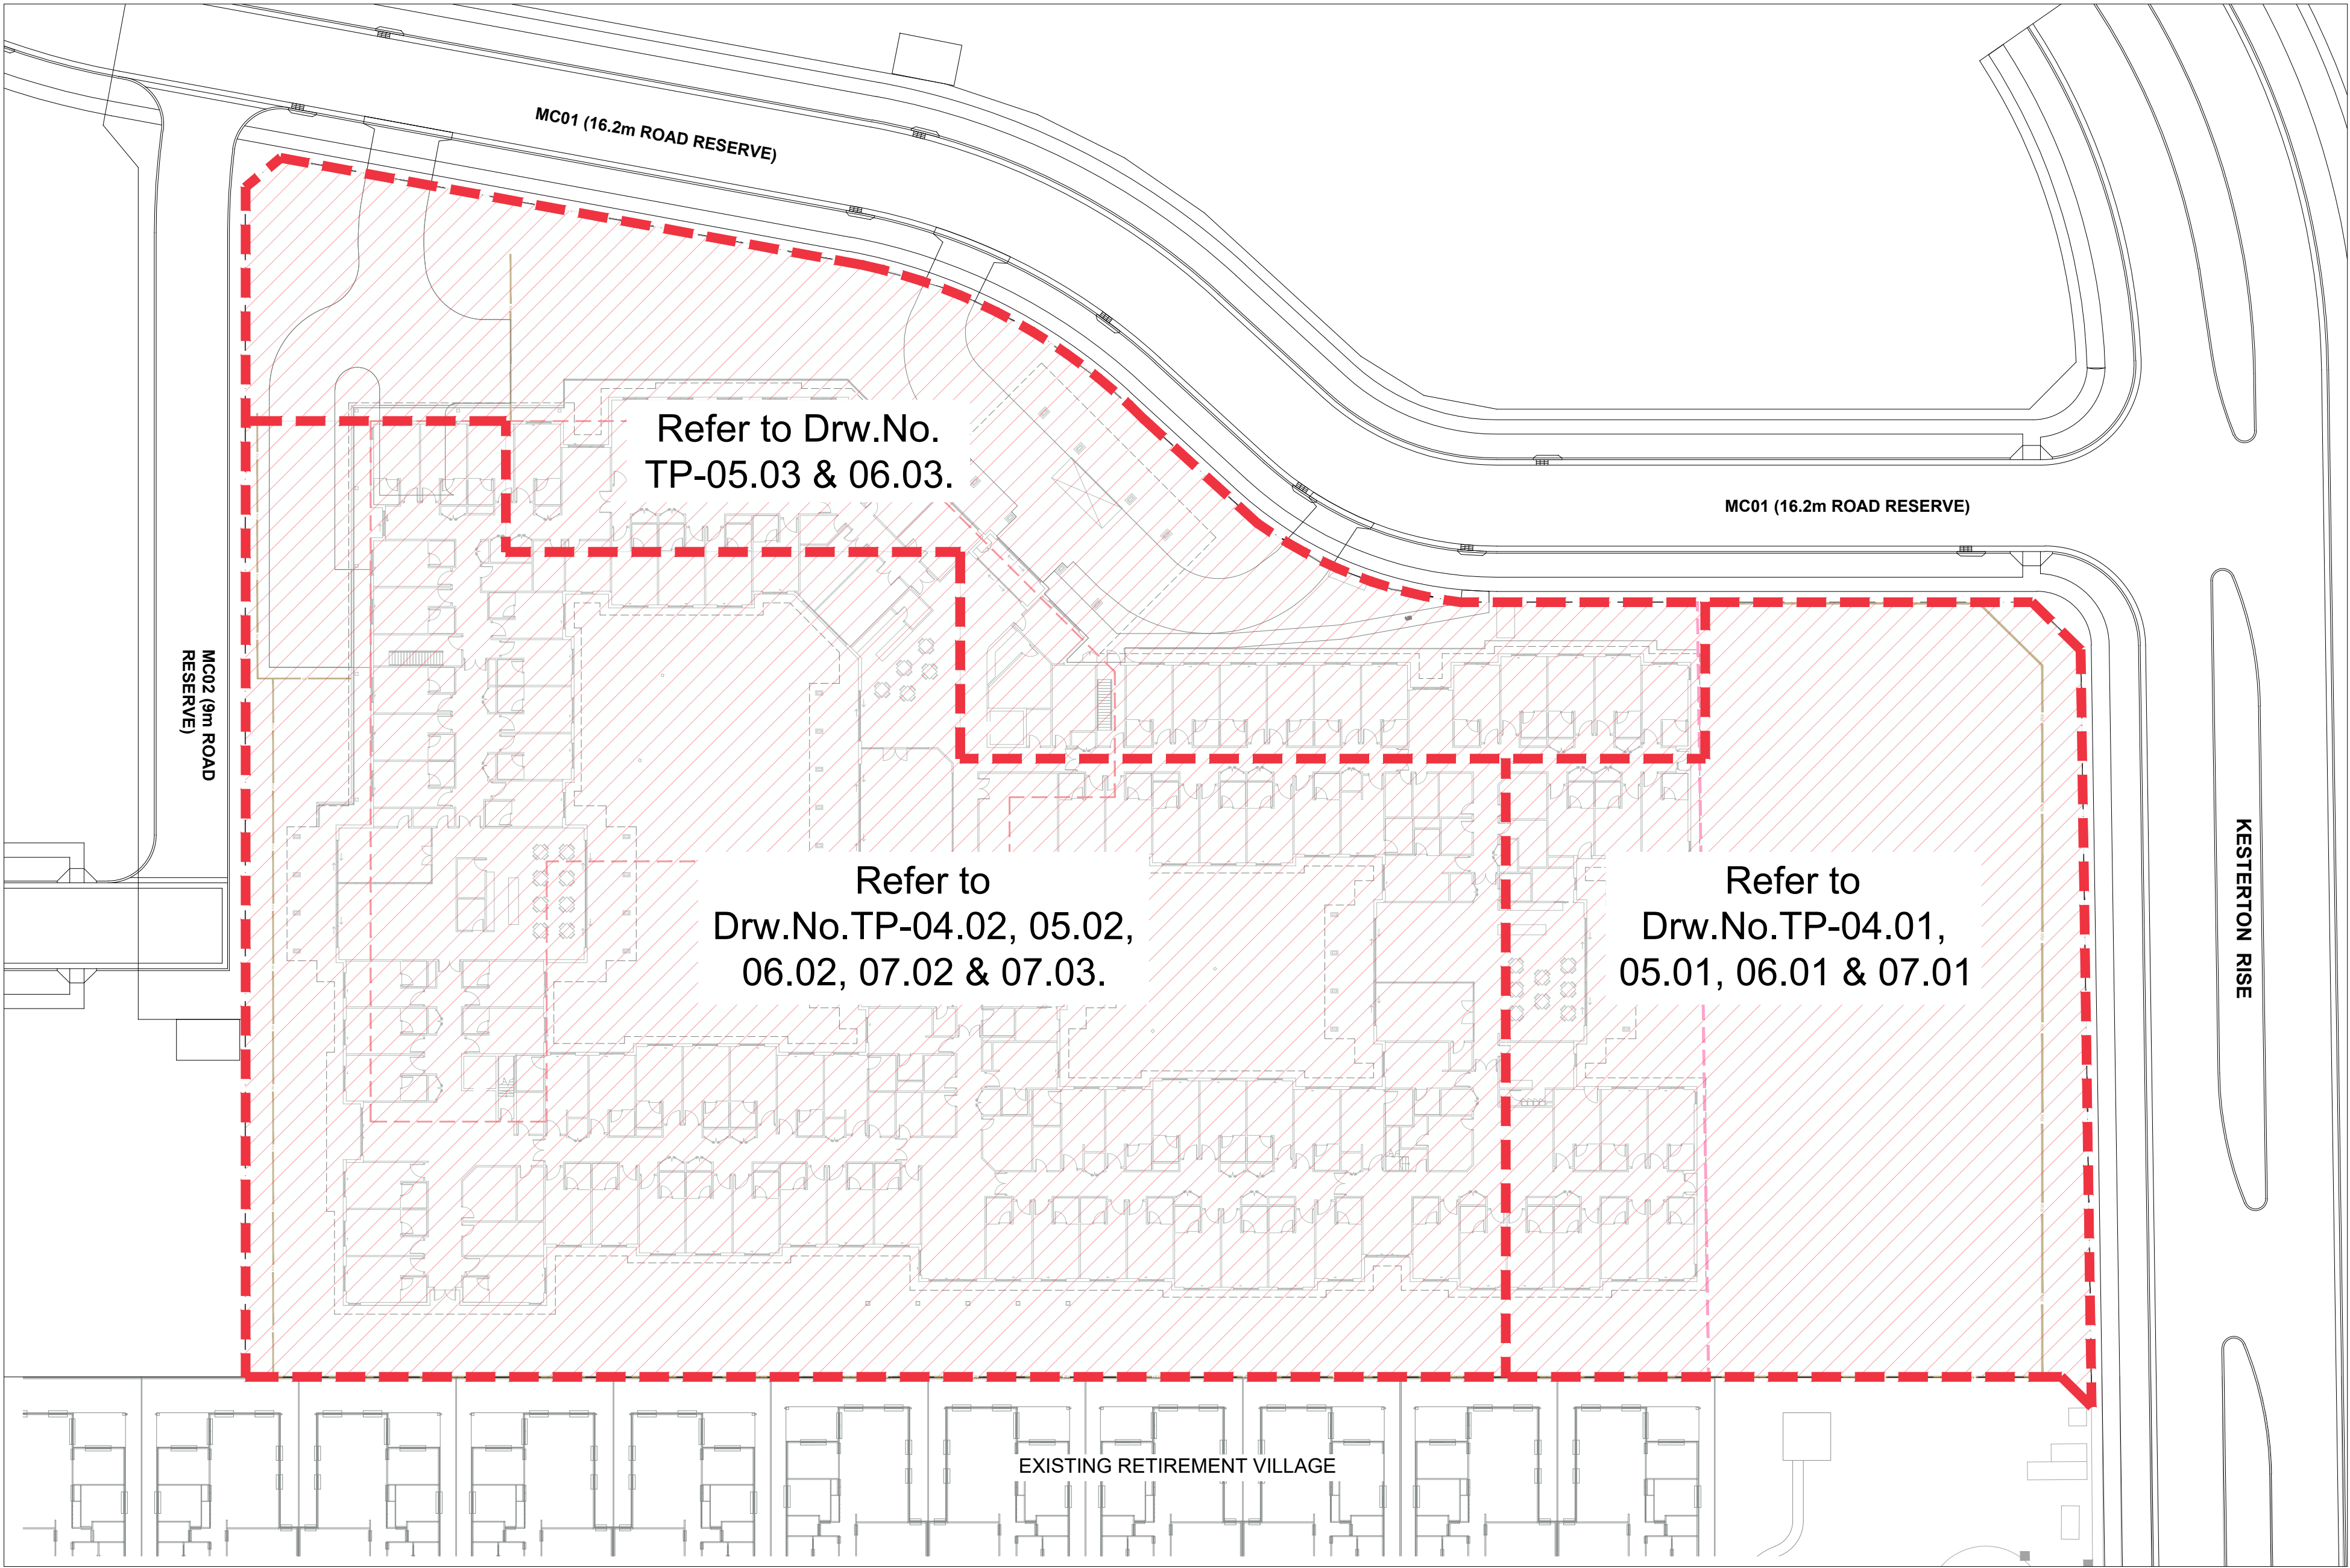 MC01 (16.2m ROAD RESERVE)
Refer to Drw.No.
TP-05.03 & 06.03.
MC01 (16.2m ROAD RESERVE)
MC02 (9m ROAD
RESERVE)
Refer to
Drw.No.TP-04.02, 05.02,
06.02, 07.02 & 07.03.
Refer to
Drw.No.TP-04.01,
05.01, 06.01 & 07.01
KESTERTON RISE
EXISTING RETIREMENT VILLAGE